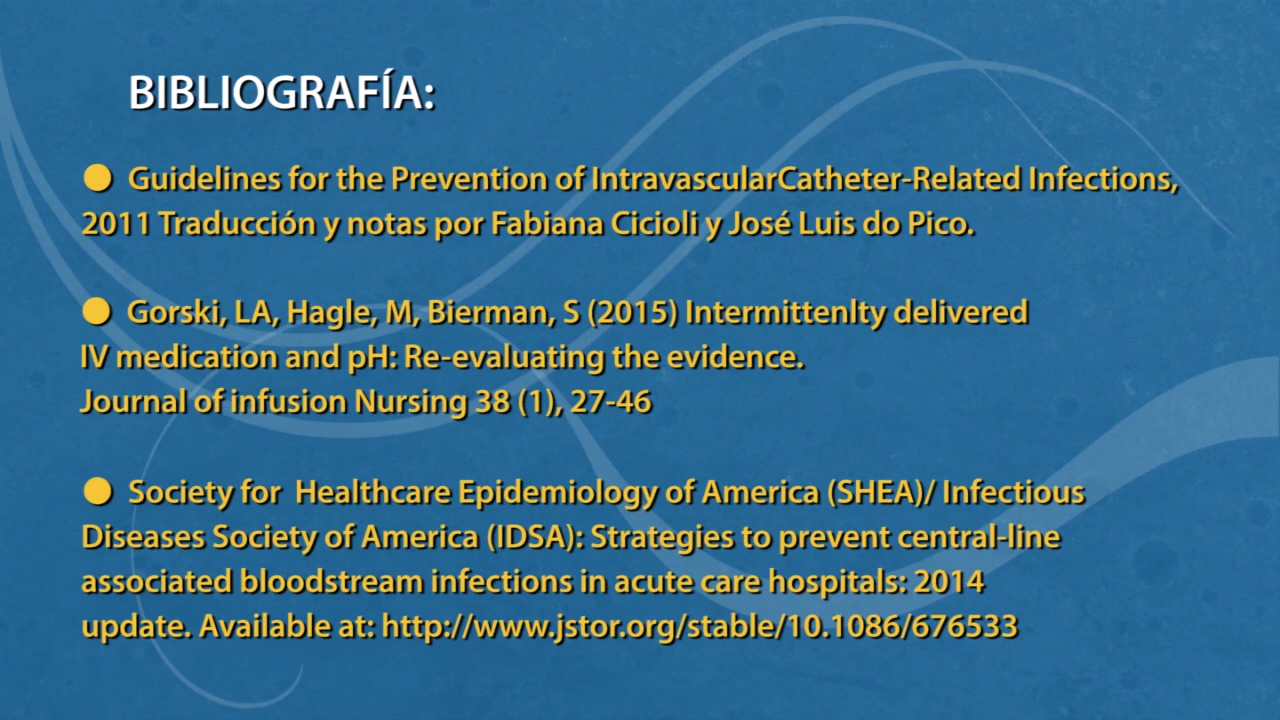 BIBLIOGRAFÍA:
● Guidelines for the Prevention of IntravascularCatheter-Related Infections,
2011 Traducción y notas por Fabiana Cicioli y José Luis do Pico.
● Gorski, LA, Hagle, M, Bierman, S (2015) Intermittenlty delivered
IV medication and pH: Re-evaluating the evidence.
Journal of infusion Nursing 38 (1), 27-46
● Society for  Healthcare Epidemiology of America (SHEA)/ Infectious
Diseases Society of America (IDSA): Strategies to prevent central-line
associated bloodstream infections in acute care hospitals: 2014
update. Available at: http://www.jstor.org/stable/10.1086/676533